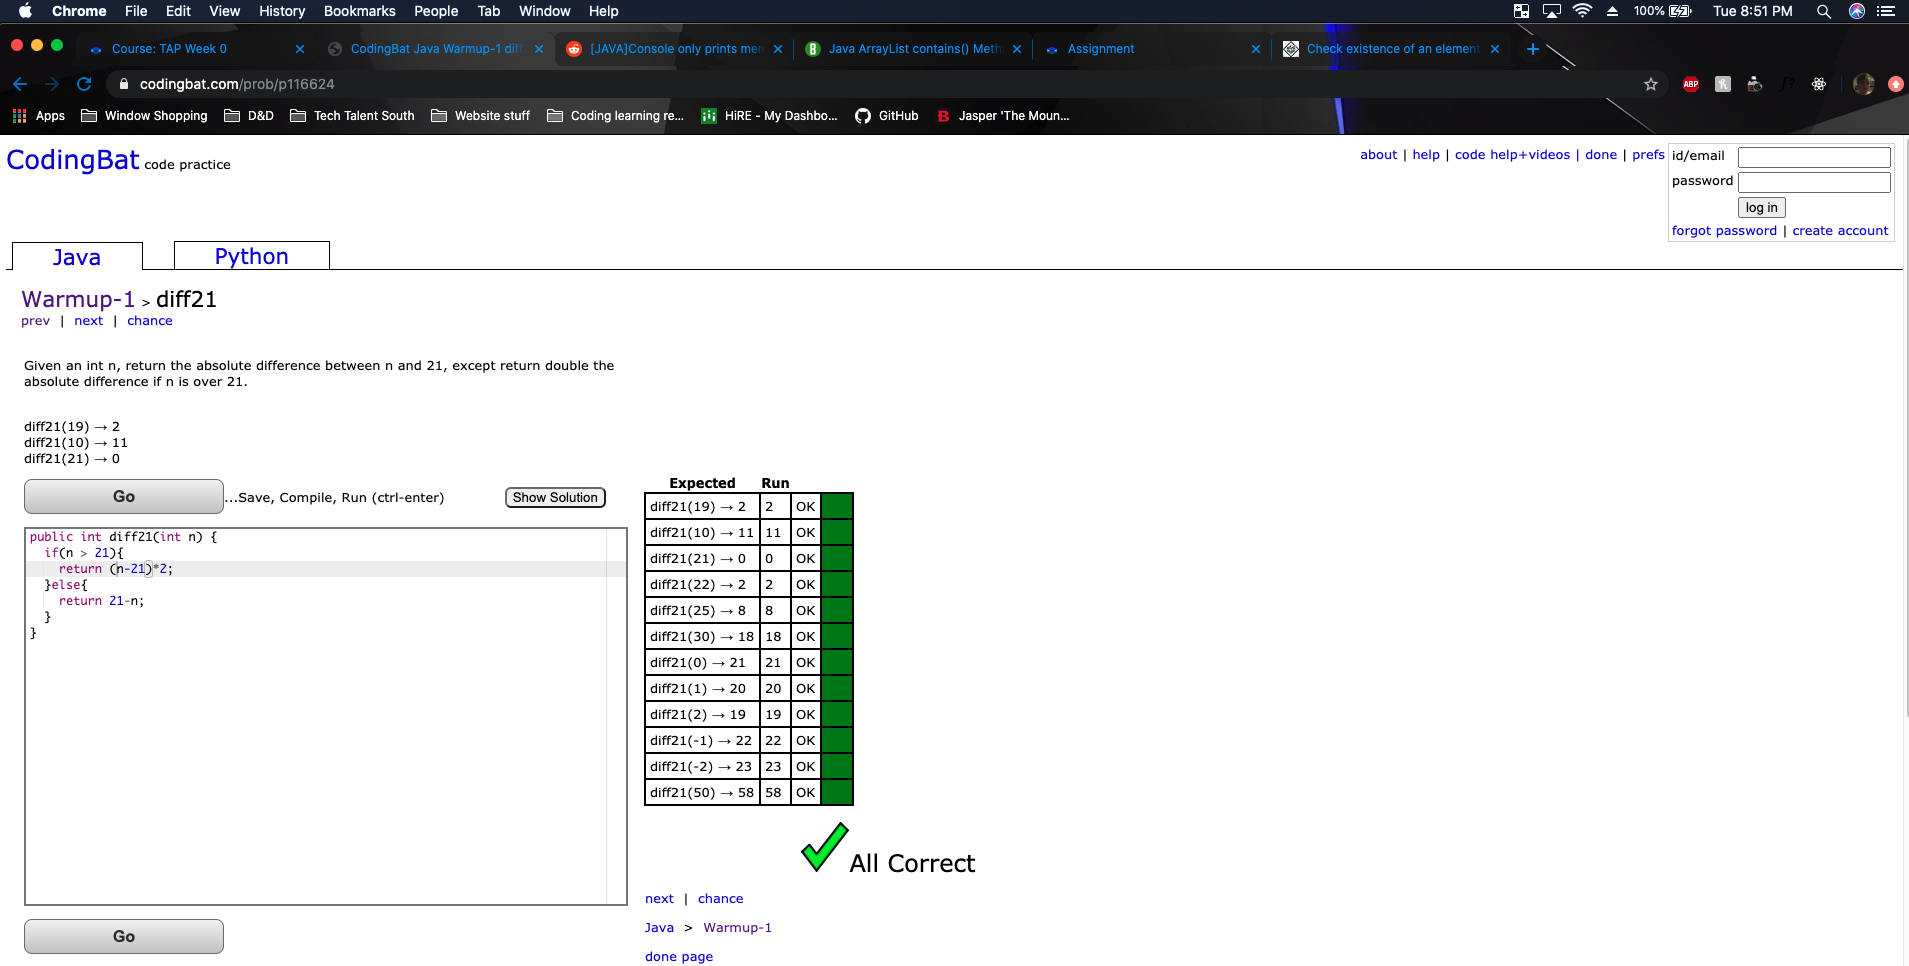 Chrome File Edit View History Bookmarks People Tab Window Help 100% Tue 8:51 PM
Course: TAP Week 0 CodingBat Java Warmup-1 diff [JAVA]Console only prints mem Java ArrayList contains() Meth Assignment Check existence of an element
codingbat.com/prob/p116624 ABP
Apps Window Shopping D&D Tech Talent South Website stuff Coding learning re... HiRE - My Dashbo... GitHub B Jasper 'The Moun...
CodingBat code practice
about | help | code help+videos | done | prefs
id/email
password
log in
forgot password | create account
Java Python
Warmup-1 > diff21
prev | next | chance
Given an int n, return the absolute difference between n and 21, except return double the
absolute difference if n is over 21.
diff21(19) → 2
diff21(10) → 11
diff21(21) → 0
Go ...Save, Compile, Run (ctrl-enter) Show Solution
public int diff21(int n) {
if(n > 21){
return (n-21)*2;
}else{
return 21-n;
}
}
Go
Expected Run
diff21(19) → 2 2 OK
diff21(10) → 11 11 OK
diff21(21) → 0 0 OK
diff21(22) → 2 2 OK
diff21(25) → 8 8 OK
diff21(30) → 18 18 OK
diff21(0) → 21 21 OK
diff21(1) → 20 20 OK
diff21(2) → 19 19 OK
diff21(-1) → 22 22 OK
diff21(-2) → 23 23 OK
diff21(50) → 58 58 OK
All Correct
next | chance
Java > Warmup-1
done page